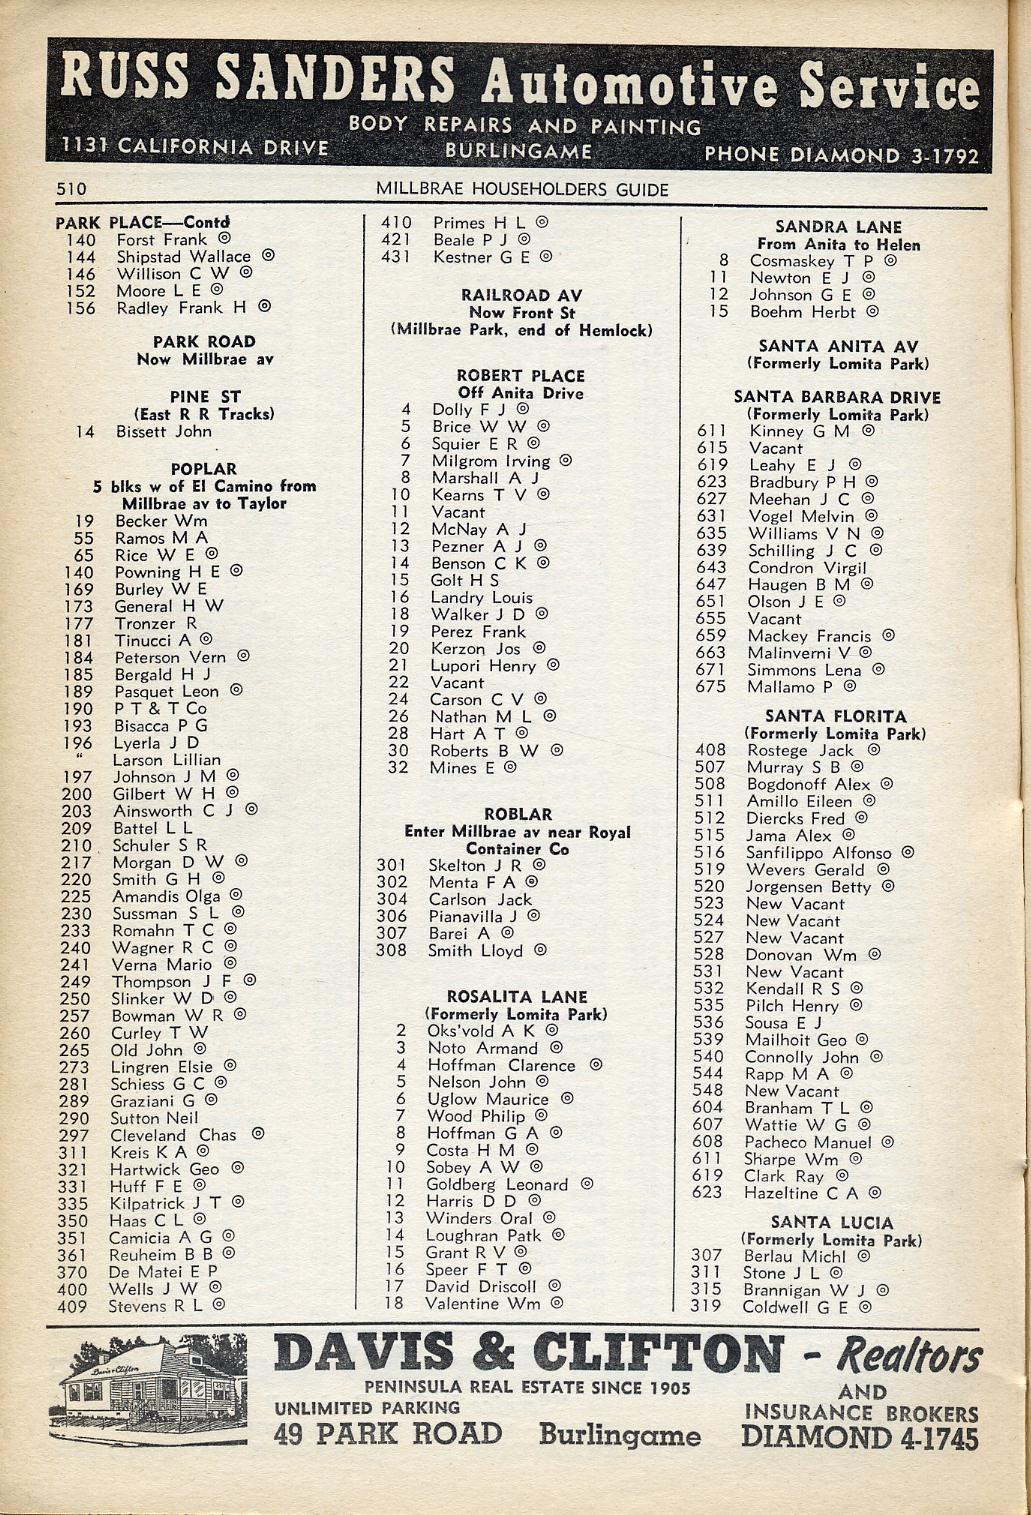 RUSS SANDERS Automotive Service
BODY REPAIRS AND PAINTING
1131 CALIFORNIA DRIVE BURLINGAME PHONE DIAMOND 3-1792
510 MILLBRAE HOUSEHOLDERS GUIDE
PARK PLACE—Contd
140 Forst Frank ⊚
144 Shipstad Wallace ⊚
146 Willison C W ⊚
152 Moore L E ⊚
156 Radley Frank H ⊚
PARK ROAD
Now Millbrae av
PINE ST
(East R R Tracks)
14 Bissett John
POPLAR
5 blks w of El Camino from
Millbrae av to Taylor
19 Becker Wm
55 Ramos M A
65 Rice W E ⊚
140 Powning H E ⊚
169 Burley W E
173 General H W
177 Tronzer R
181 Tinucci A ⊚
184 Peterson Vern ⊚
185 Bergald H J
189 Pasquet Leon ⊚
190 P T & T Co
193 Bisacca P G
196 Lyerla J D
“ Larson Lillian
197 Johnson J M ⊚
200 Gilbert W H ⊚
203 Ainsworth C J ⊚
209 Battel L L
210 Schuler S R
217 Morgan D W ⊚
220 Smith G H ⊚
225 Amandis Olga ⊚
230 Sussman S L ⊚
233 Romahn T C ⊚
240 Wagner R C ⊚
241 Verna Mario ⊚
249 Thompson J F ⊚
250 Slinker W D ⊚
257 Bowman W R ⊚
260 Curley T W
265 Old John ⊚
273 Lingren Elsie ⊚
281 Schiess G C ⊚
289 Graziani G ⊚
290 Sutton Neil
297 Cleveland Chas ⊚
311 Kreis K A ⊚
321 Hartwick Geo ⊚
331 Huff F E ⊚
335 Kilpatrick J T ⊚
350 Haas C L ⊚
351 Camicia A G ⊚
361 Reuheim B B ⊚
370 De Matei E P
400 Wells J W ⊚
409 Stevens R L ⊚
410 Primes H L ⊚
421 Beale P J ⊚
431 Kestner G E ⊚
RAILROAD AV
Now Front St
(Millbrae Park, end of Hemlock)
ROBERT PLACE
Off Anita Drive
4 Dolly F J ⊚
5 Brice W W ⊚
6 Squier E R ⊚
7 Milgrom Irving ⊚
8 Marshall A J
10 Kearns T V ⊚
11 Vacant
12 McNay A J
13 Pezner A J ⊚
14 Benson C K ⊚
15 Golt H S
16 Landry Louis
18 Walker J D ⊚
19 Perez Frank
20 Kerzon Jos ⊚
21 Lupori Henry ⊚
22 Vacant
24 Carson C V ⊚
26 Nathan M L ⊚
28 Hart A T ⊚
30 Roberts B W ⊚
32 Mines E ⊚
ROBLAR
Enter Millbrae av near Royal
Container Co
301 Skelton J R ⊚
302 Menta F A ⊚
304 Carlson Jack
306 Pianavilla J ⊚
307 Barei A ⊚
308 Smith Lloyd ⊚
ROSALITA LANE
(Formerly Lomita Park)
2 Oks'vold A K ⊚
3 Noto Armand ⊚
4 Hoffman Clarence ⊚
5 Nelson John ⊚
6 Uglow Maurice ⊚
7 Wood Philip ⊚
8 Hoffman G A ⊚
9 Costa H M ⊚
10 Sobey A W ⊚
11 Goldberg Leonard ⊚
12 Harris D D ⊚
13 Winders Oral ⊚
14 Loughran Patk ⊚
15 Grant R V ⊚
16 Speer F T ⊚
17 David Driscoll ⊚
18 Valentine Wm ⊚
SANDRA LANE
From Anita to Helen
8 Cosmaskey T P ⊚
11 Newton E J ⊚
12 Johnson G E ⊚
15 Boehm Herbt ⊚
SANTA ANITA AV
(Formerly Lomita Park)
SANTA BARBARA DRIVE
(Formerly Lomita Park)
611 Kinney G M ⊚
615 Vacant
619 Leahy E J ⊚
623 Bradbury P H ⊚
627 Meehan J C ⊚
631 Vogel Melvin ⊚
635 Williams V N ⊚
639 Schilling J C ⊚
643 Condron Virgil
647 Haugen B M ⊚
651 Olson J E ⊚
655 Vacant
659 Mackey Francis ⊚
663 Malinverni V ⊚
671 Simmons Lena ⊚
675 Mallamo P ⊚
SANTA FLORITA
(Formerly Lomita Park)
408 Rostege Jack ⊚
507 Murray S B ⊚
508 Bogdonoff Alex ⊚
511 Amillo Eileen ⊚
512 Diercks Fred ⊚
515 Jama Alex ⊚
516 Sanfilippo Alfonso ⊚
519 Wevers Gerald ⊚
520 Jorgensen Betty ⊚
523 New Vacant
524 New Vacant
527 New Vacant
528 Donovan Wm ⊚
531 New Vacant
532 Kendall R S ⊚
535 Pilch Henry ⊚
536 Sousa E J
539 Mailhoit Geo ⊚
540 Connolly John ⊚
544 Rapp M A ⊚
548 New Vacant
604 Branham T L ⊚
607 Wattie W G ⊚
608 Pacheco Manuel ⊚
611 Sharpe Wm ⊚
619 Clark Ray ⊚
623 Hazeltine C A ⊚
SANTA LUCIA
(Formerly Lomita Park)
307 Berlau Michl ⊚
311 Stone J L ⊚
315 Brannigan W J ⊚
319 Coldwell G E ⊚
Davis & Clifton
DAVIS & CLIFTON - Realtors
PENINSULA REAL ESTATE SINCE 1905 AND
UNLIMITED PARKING INSURANCE BROKERS
49 PARK ROAD Burlingame DIAMOND 4-1745